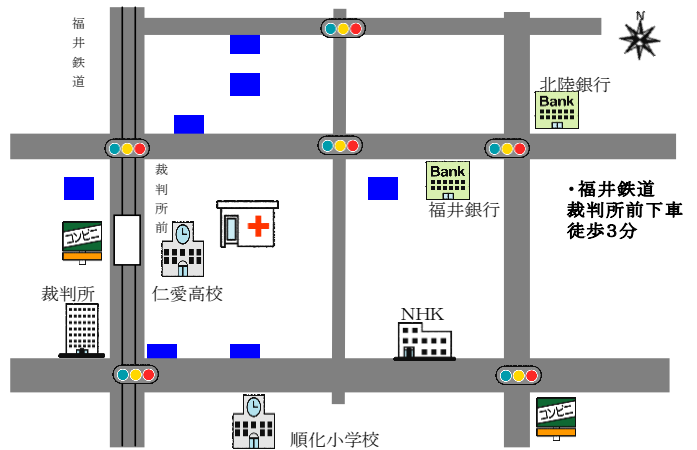 福井鉄道
N
北陸銀行
Bank
裁判所前
Bank
福井銀行
・福井鉄道
裁判所前下車
徒歩3分
コンビニ
裁判所
仁愛高校
NHK
コンビニ
順化小学校